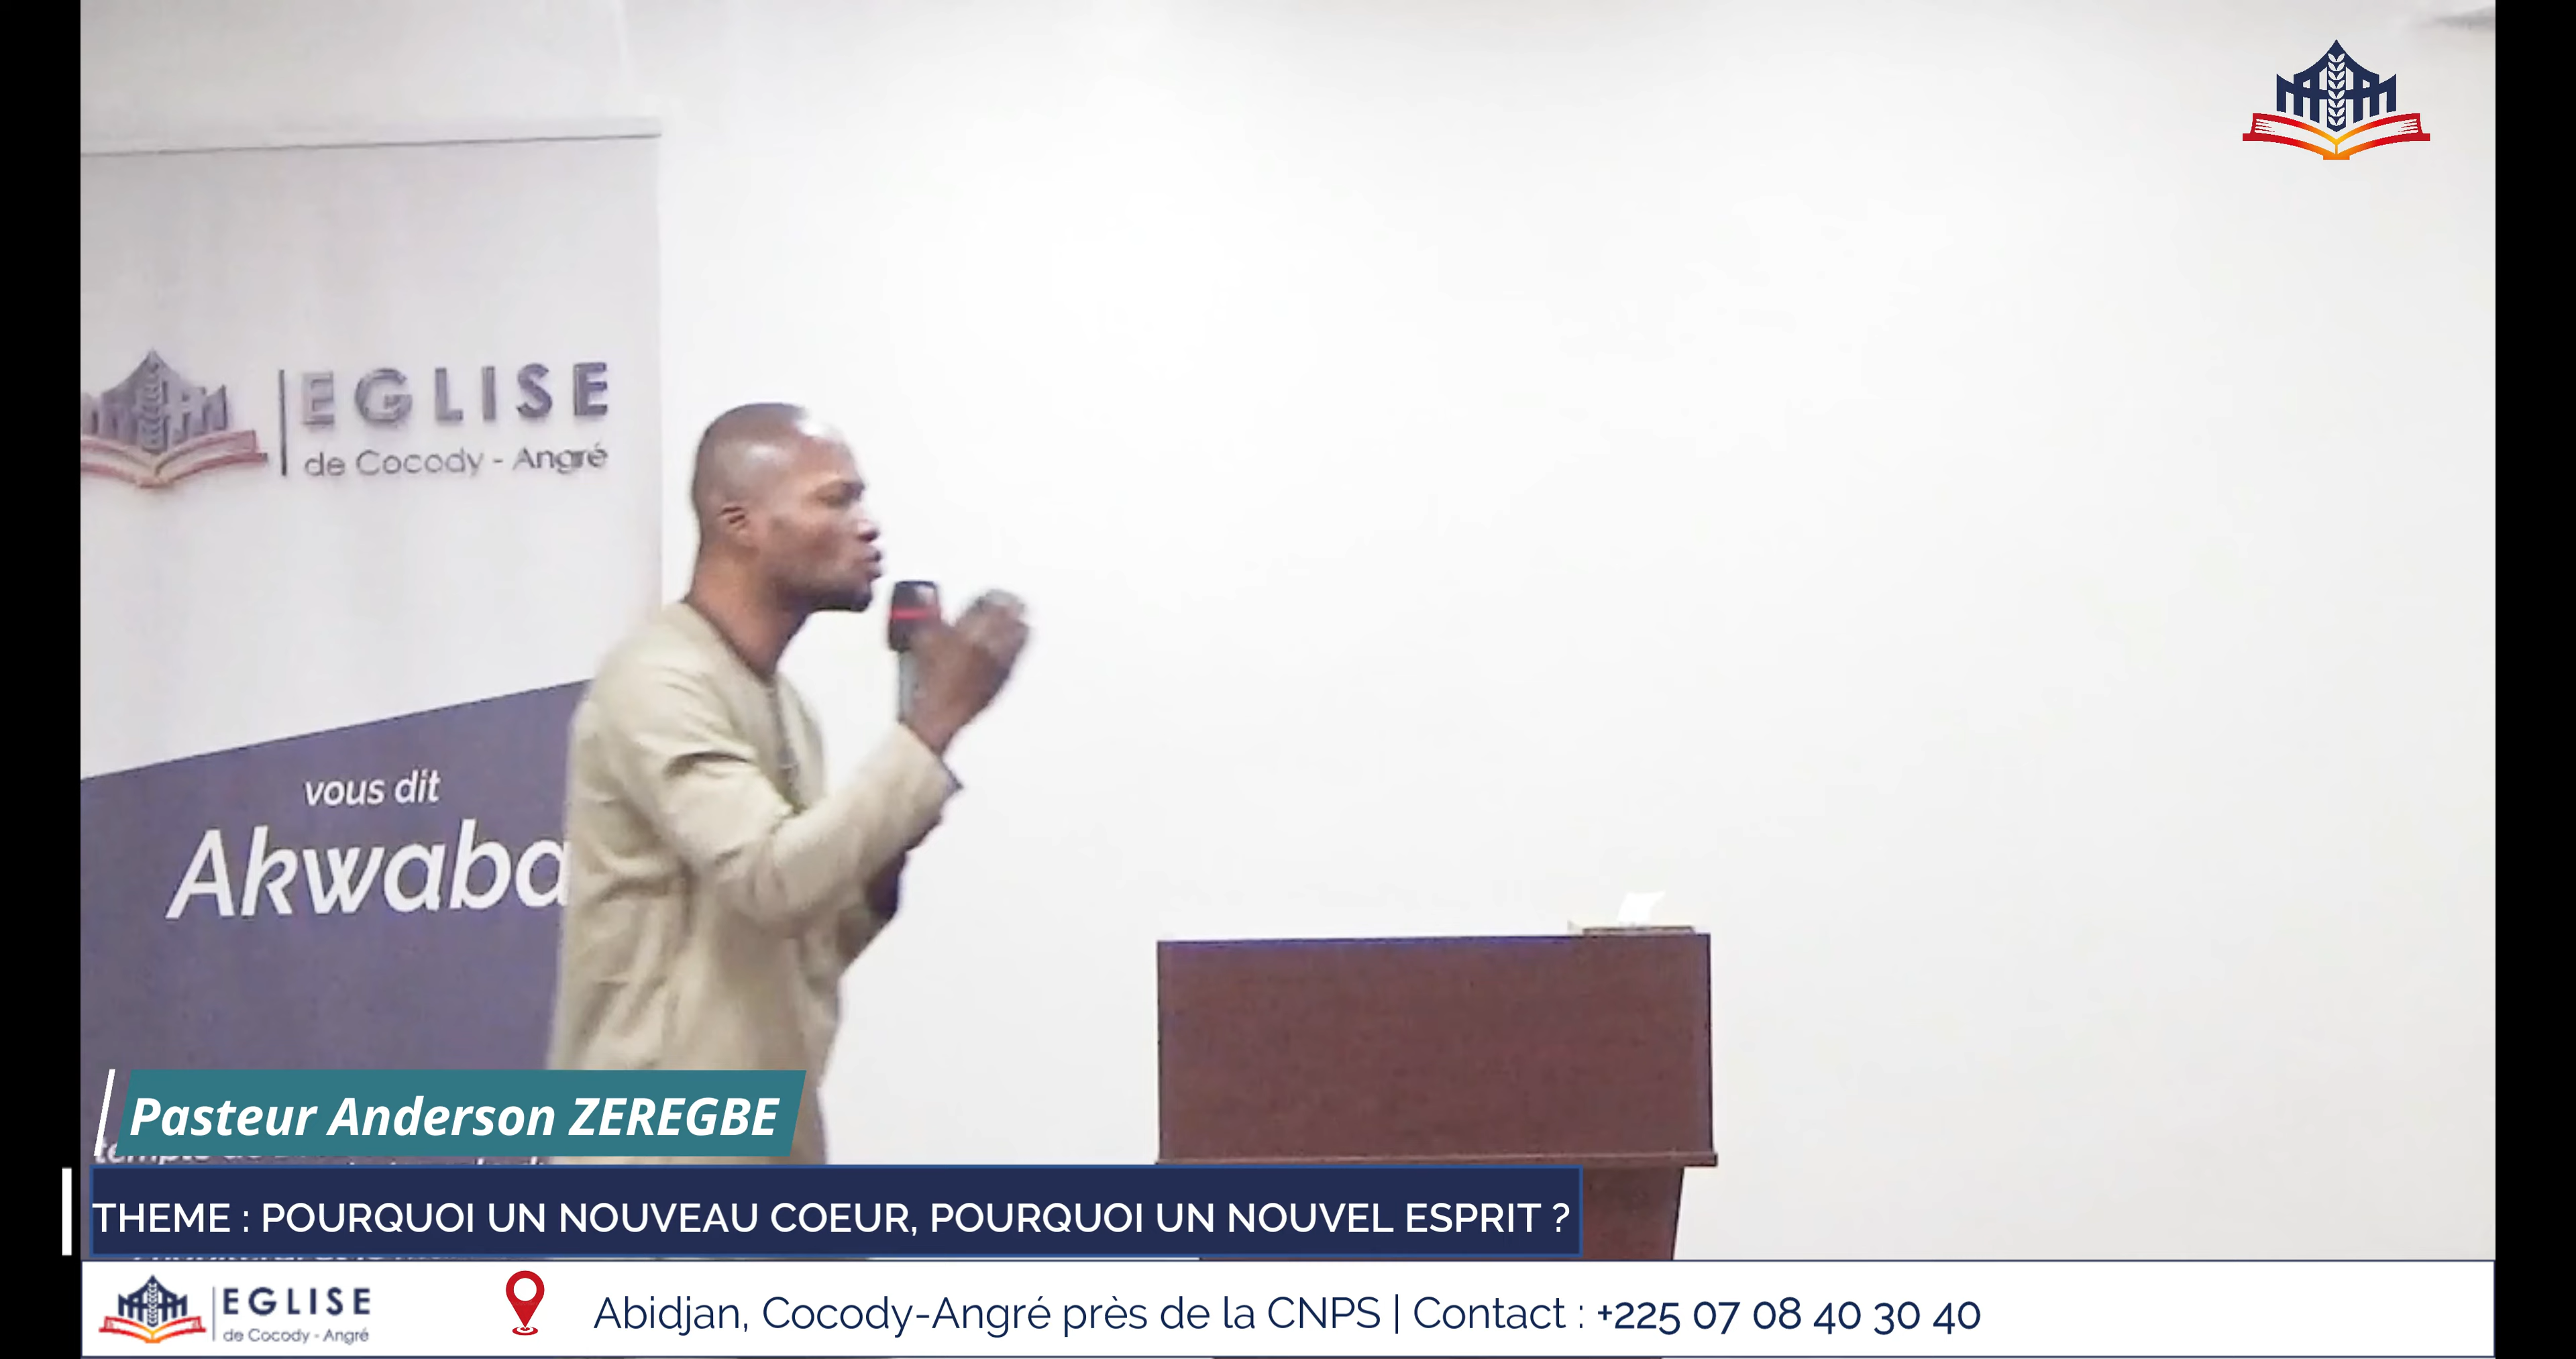 EGLISE
de Cocody - Angré
vous dit
Akwaba
Pasteur Anderson ZEREGBE
THEME : POURQUOI UN NOUVEAU COEUR, POURQUOI UN NOUVEL ESPRIT ?
EGLISE
de Cocody - Angré
Abidjan, Cocody-Angré près de la CNPS | Contact : +225 07 08 40 30 40